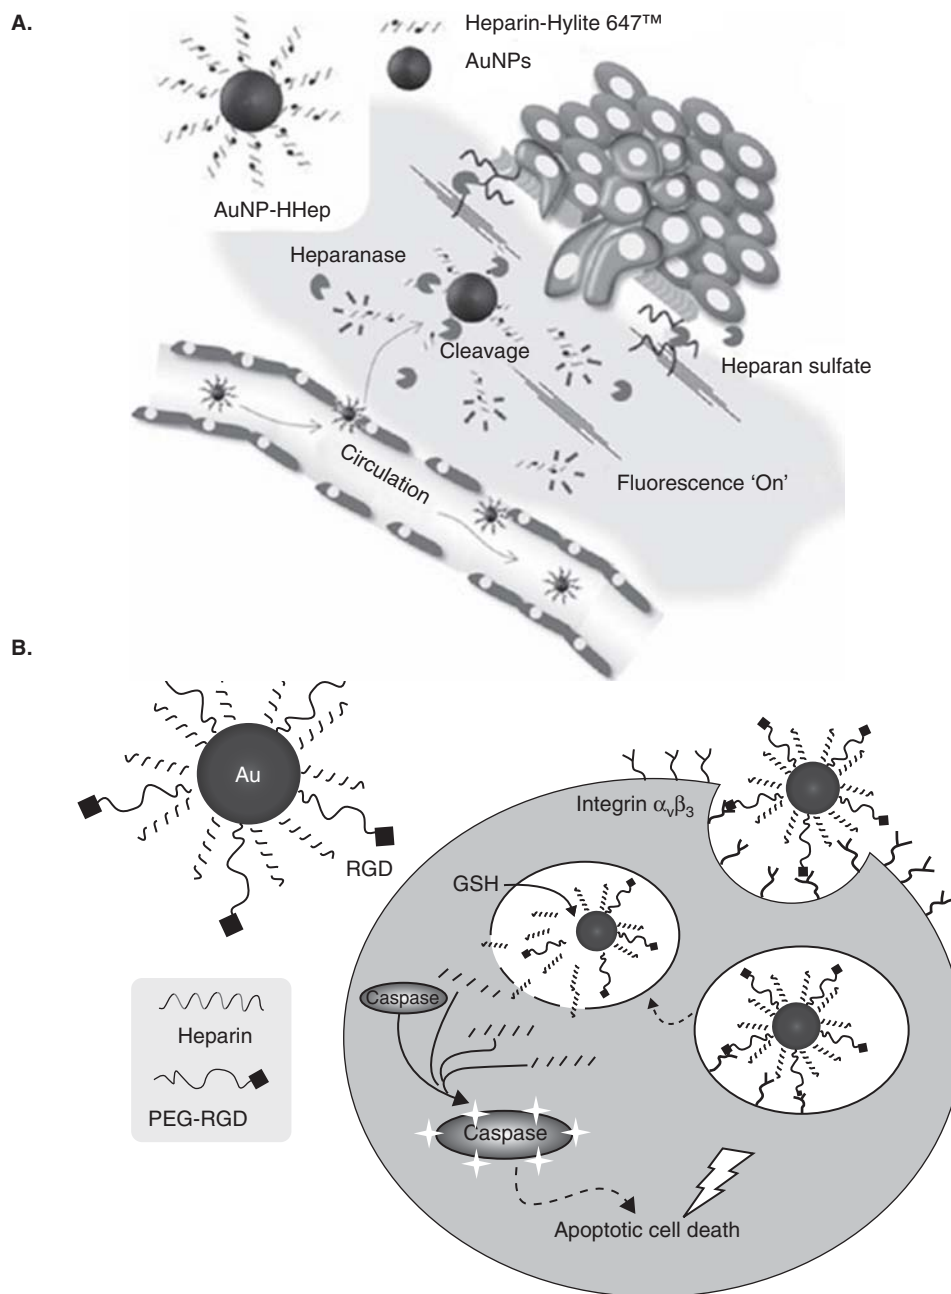 A.
Heparin-Hylite 647™
AuNPs
AuNP-HHep
Heparanase
Cleavage
Heparan sulfate
Circulation
Fluorescence ‘On’
B.
Au
RGD
Integrin αvβ3
GSH
Caspase
Heparin
PEG-RGD
Caspase
Apoptotic cell death